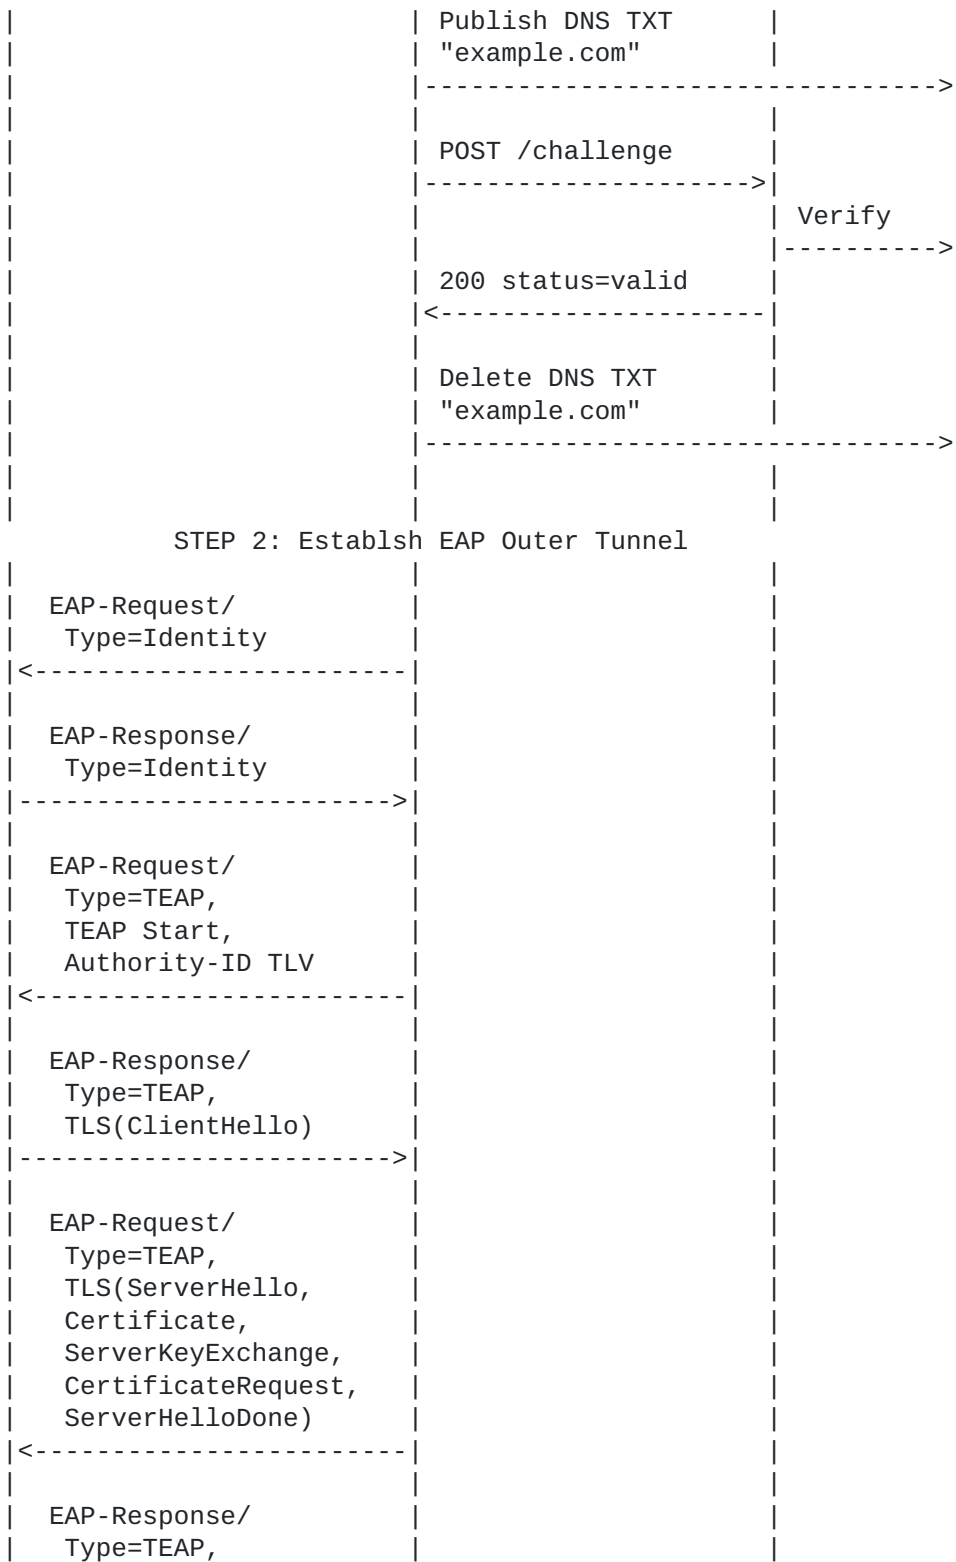 |                         | Publish DNS TXT      |
|                         | "example.com"        |
|                         |--------------------------------->
|                         |                      |
|                         | POST /challenge      |
|                         |--------------------->|
|                         |                      | Verify
|                         |                      |---------->
|                         | 200 status=valid     |
|                         |<---------------------|
|                         |                      |
|                         | Delete DNS TXT       |
|                         | "example.com"        |
|                         |--------------------------------->
|                         |                      |
|                         |                      |
          STEP 2: Establsh EAP Outer Tunnel
|                         |                      |
|  EAP-Request/           |                      |
|   Type=Identity         |                      |
|<------------------------|                      |
|                         |                      |
|  EAP-Response/          |                      |
|   Type=Identity         |                      |
|------------------------>|                      |
|                         |                      |
|  EAP-Request/           |                      |
|   Type=TEAP,            |                      |
|   TEAP Start,           |                      |
|   Authority-ID TLV      |                      |
|<------------------------|                      |
|                         |                      |
|  EAP-Response/          |                      |
|   Type=TEAP,            |                      |
|   TLS(ClientHello)      |                      |
|------------------------>|                      |
|                         |                      |
|  EAP-Request/           |                      |
|   Type=TEAP,            |                      |
|   TLS(ServerHello,      |                      |
|   Certificate,          |                      |
|   ServerKeyExchange,    |                      |
|   CertificateRequest,   |                      |
|   ServerHelloDone)      |                      |
|<------------------------|                      |
|                         |                      |
|  EAP-Response/          |                      |
|   Type=TEAP,            |                      |